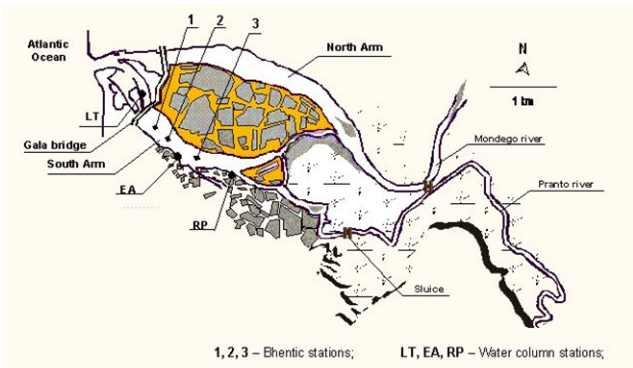 1 2 3
Atlantic
Ocean
North Arm
N
1 km
LT
Gala bridge
South Arm
EA
RP
Mondego river
Pranto river
Sluice
1, 2, 3 – Bhentic stations;
LT, EA, RP – Water column stations;